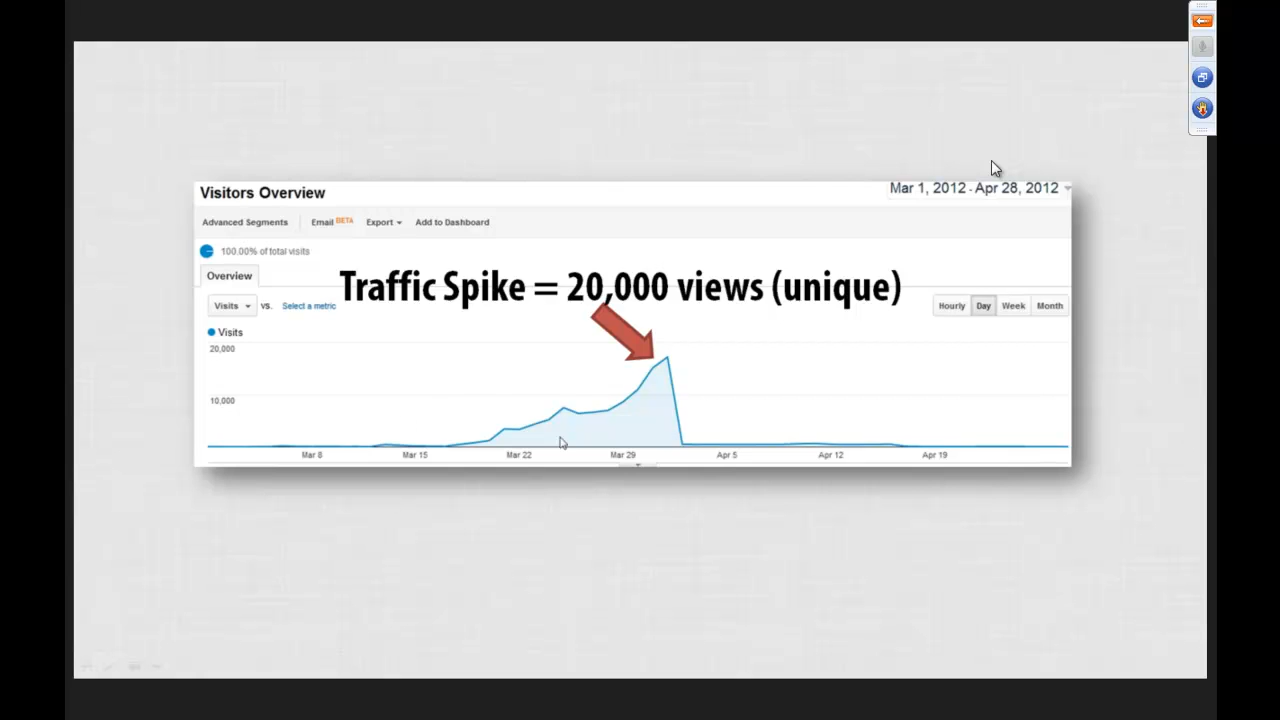 Visitors Overview
Mar 1, 2012 - Apr 28, 2012
Advanced Segments Email BETA Export Add to Dashboard
100.00% of total visits
Overview
Traffic Spike = 20,000 views (unique)
Visits vs. Select a metric
Hourly Day Week Month
Visits
20,000
10,000
Mar 8 Mar 15 Mar 22 Mar 29 Apr 5 Apr 12 Apr 19